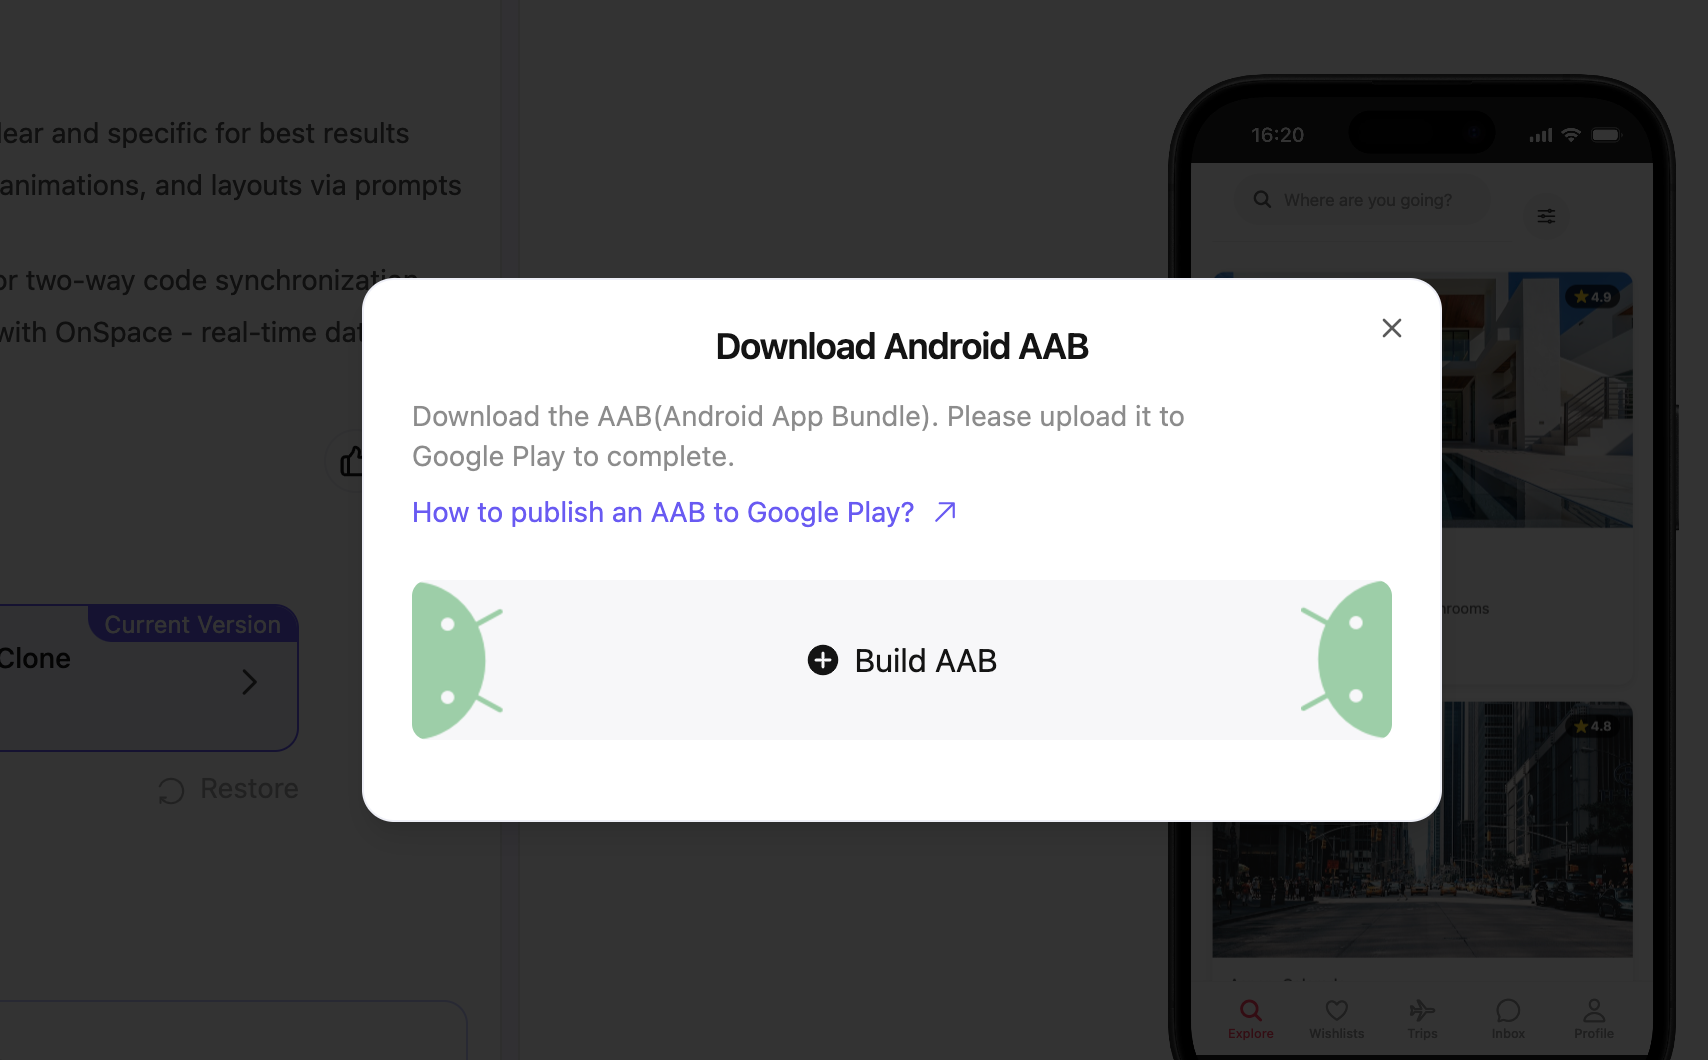 lear and specific for best results
animations, and layouts via prompts
or two-way code synchronization
with OnSpace - real-time dat
Download Android AAB
Download the AAB(Android App Bundle). Please upload it to
Google Play to complete.
How to publish an AAB to Google Play?
Build AAB
Current Version
Clone
Restore
16:20
Where are you going?
4.9
hrooms
4.8
Explore
Wishlists
Trips
Inbox
Profile